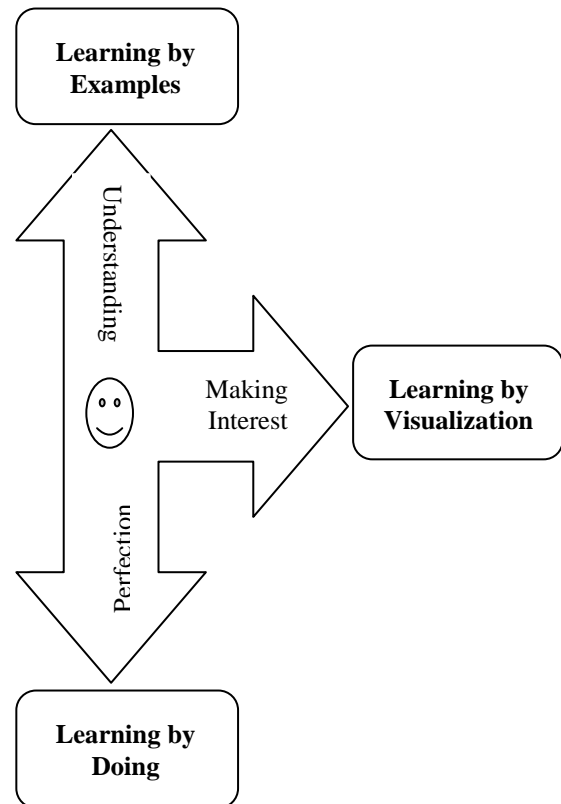 Learning by
Examples
Understanding
Making
Interest
Learning by
Visualization
Perfection
Learning by
Doing